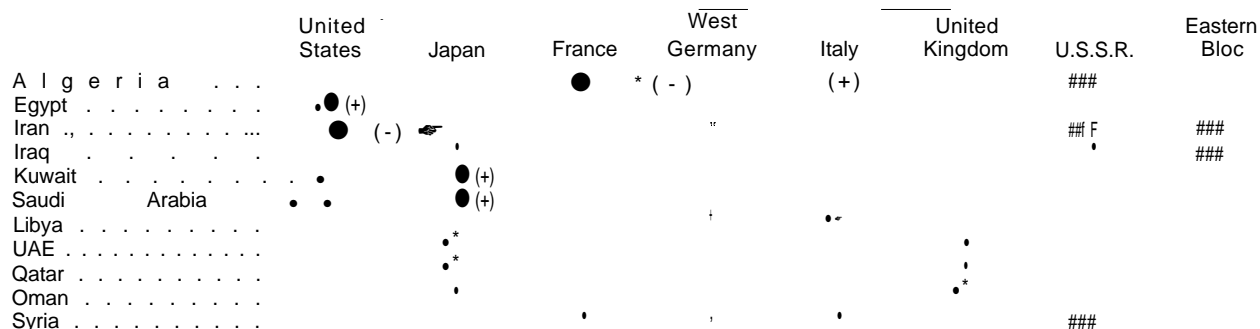 United States Japan France West Germany Italy United Kingdom U.S.S.R. Eastern Bloc
Algeria . . . ● * (-) (+) ###
Egypt . . . . . . . . •● (+)
Iran ., . . . . . . . . ... ● (-) ☛ ###
Iraq . . . . . • • ###
Kuwait . . . . . . . . . • ● (+)
Saudi Arabia • • ● (+)
Libya . . . . . . . . . •
UAE . . . . . . . . . . . . •* •
Qatar . . . . . . . . . . •* •
Oman . . . . . . . . . • •*
Syria . . . . . . . . . . • • ###